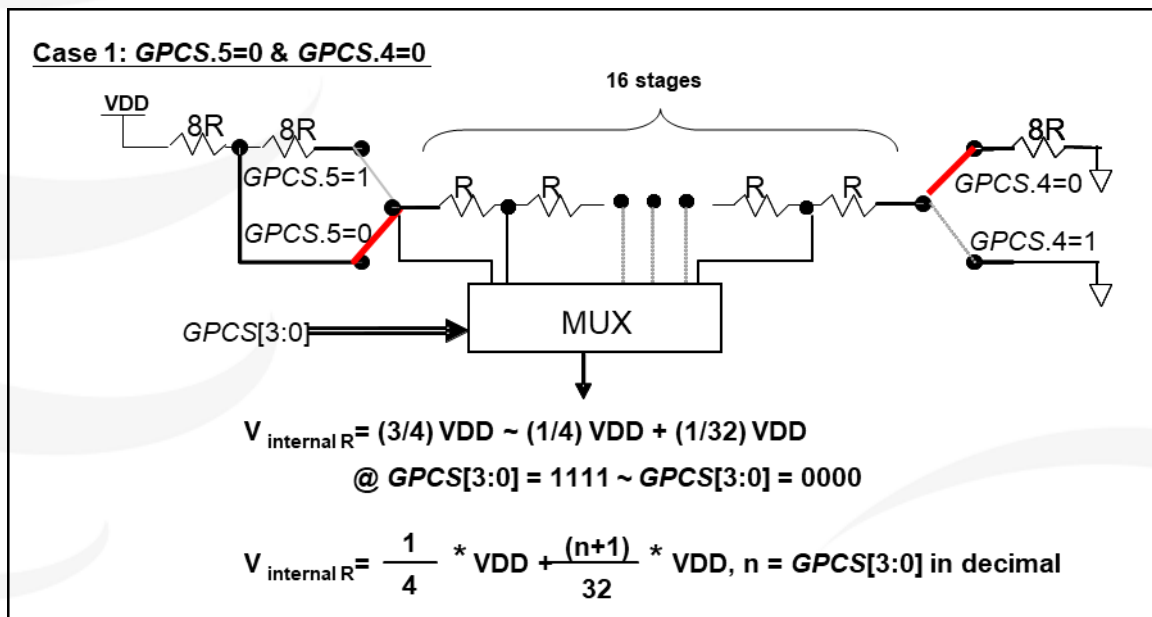 Case 1: GPCS.5=0 & GPCS.4=0
16 stages
VDD
8R
8R
8R
GPCS.5=1
R
R
R
R
GPCS.4=0
GPCS.5=0
GPCS.4=1
MUX
GPCS[3:0]
V internal R= (3/4) VDD ~ (1/4) VDD + (1/32) VDD
@ GPCS[3:0] = 1111 ~ GPCS[3:0] = 0000
V internal R= 1/4 * VDD + (n+1)/32 * VDD, n = GPCS[3:0] in decimal